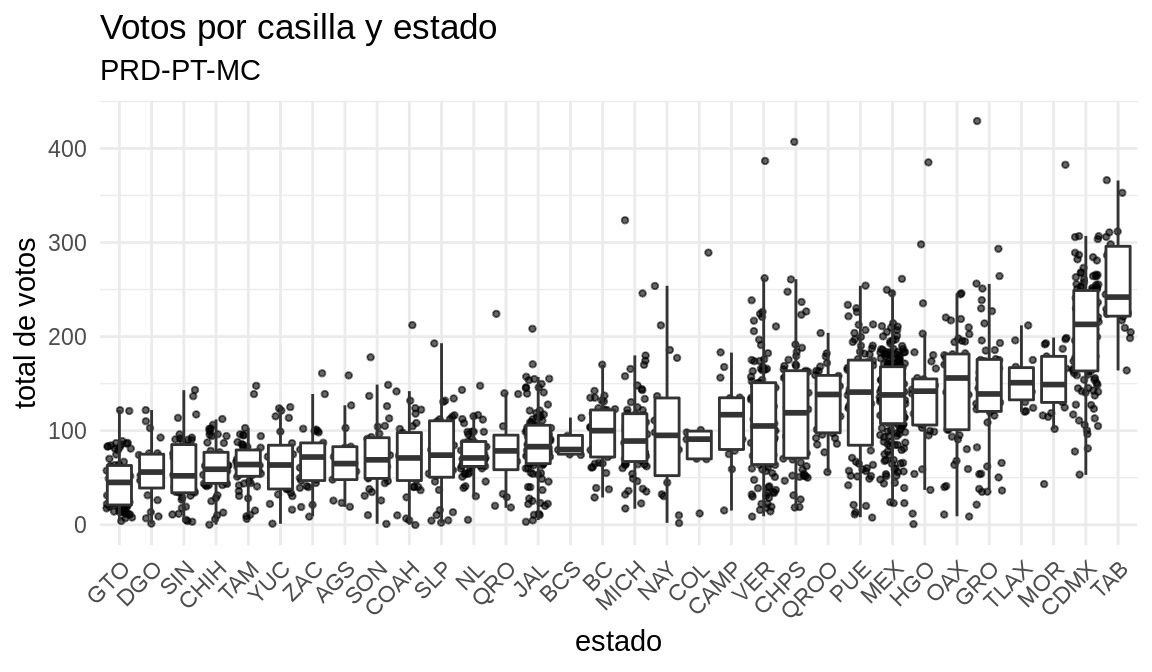 Votos por casilla y estado
PRD-PT-MC
total de votos
400
300
200
100
0
GTO DGO SIN CHIH TAM YUC ZAC AGS SON COAH SLP NL QRO JAL BCS BC MICH NAY COL CAMP VER CHPS QROO PUE MEX HGO OAX GRO TLAX MOR CDMX TAB
estado